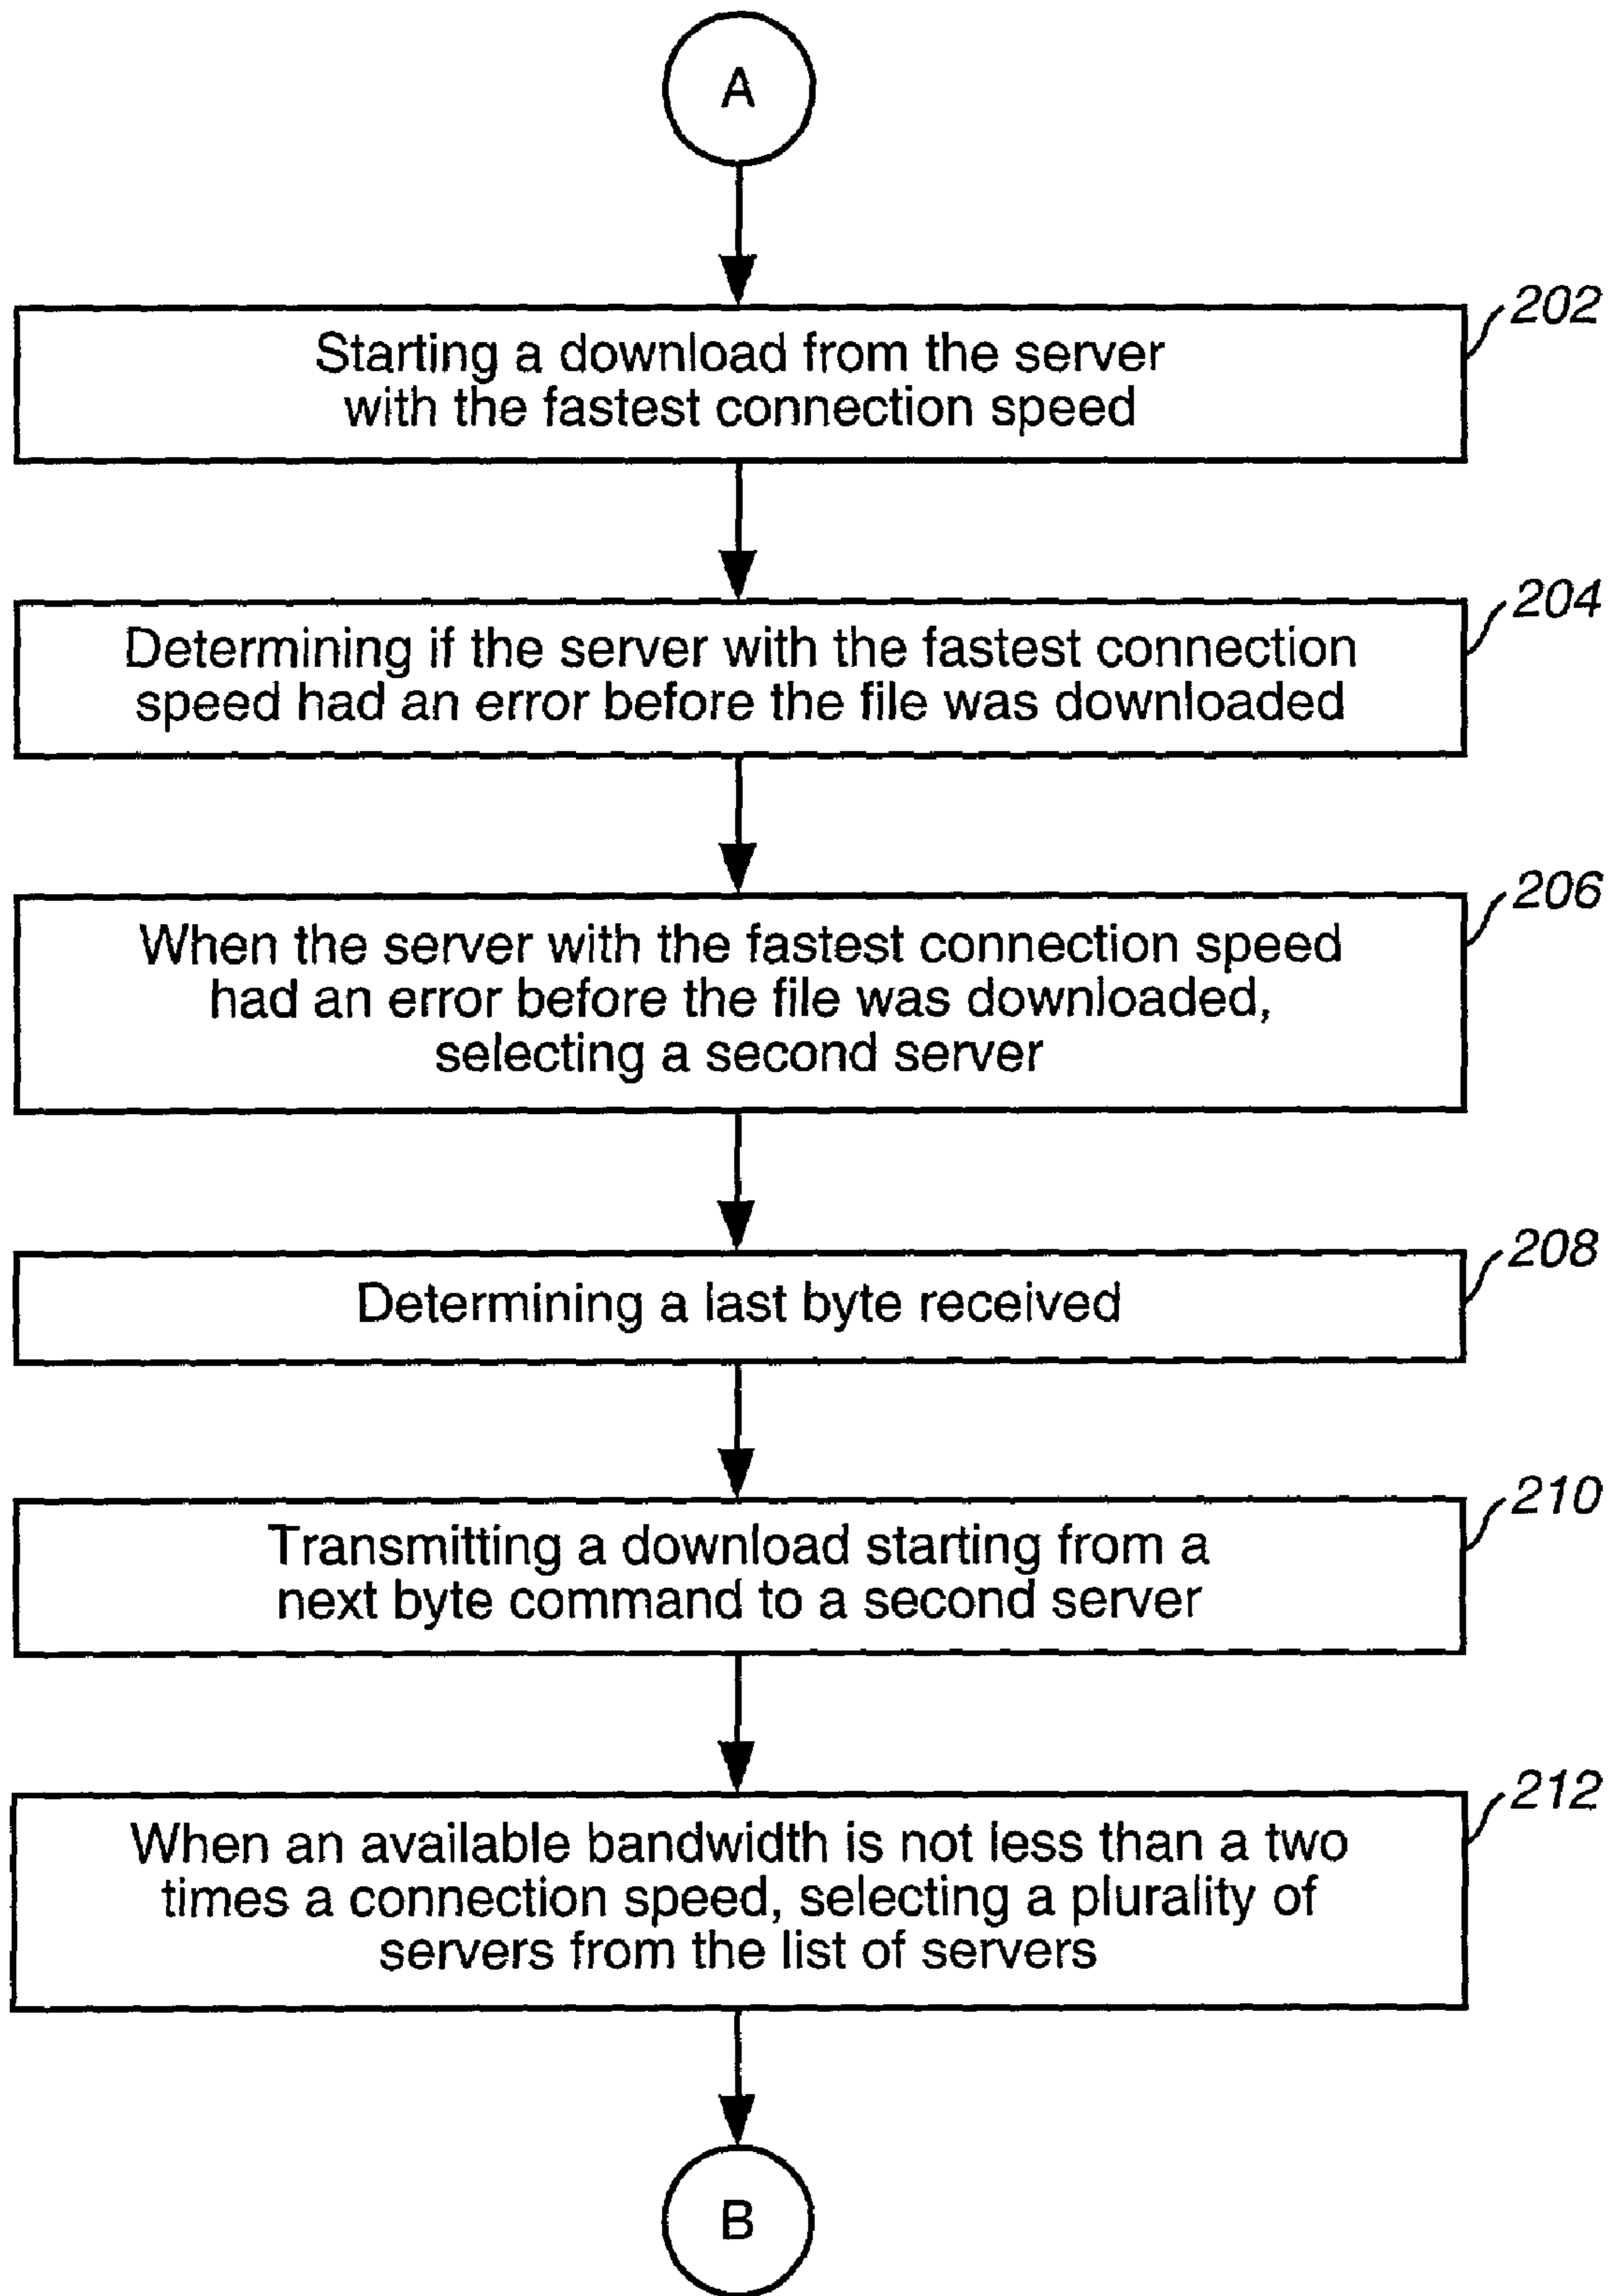 A
202
Starting a download from the server
with the fastest connection speed
204
Determining if the server with the fastest connection
speed had an error before the file was downloaded
206
When the server with the fastest connection speed
had an error before the file was downloaded,
selecting a second server
208
Determining a last byte received
210
Transmitting a download starting from a
next byte command to a second server
212
When an available bandwidth is not less than a two
times a connection speed, selecting a plurality of
servers from the list of servers
B